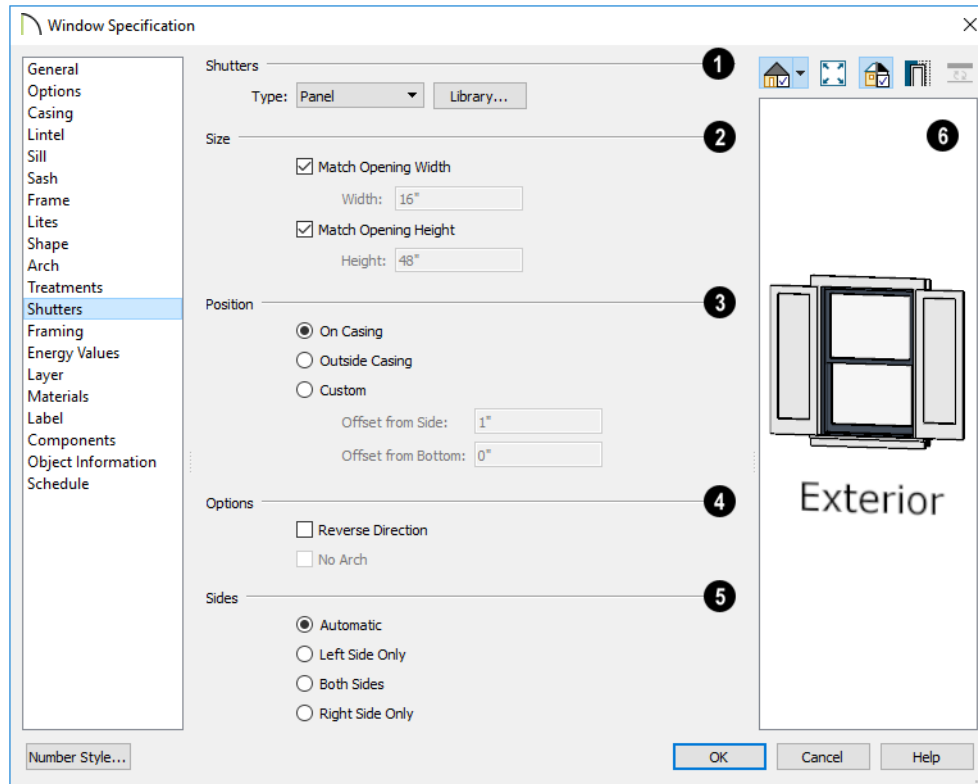 Window Specification
General
Options
Casing
Lintel
Sill
Sash
Frame
Lites
Shape
Arch
Treatments
Shutters
Framing
Energy Values
Layer
Materials
Label
Components
Object Information
Schedule
Number Style...
Shutters 1
Type: Panel Library...
Size 2
Match Opening Width
Width: 16"
Match Opening Height
Height: 48"
Position 3
On Casing
Outside Casing
Custom
Offset from Side: 1"
Offset from Bottom: 0"
Options 4
Reverse Direction
No Arch
Sides 5
Automatic
Left Side Only
Both Sides
Right Side Only
6
Exterior
OK Cancel Help